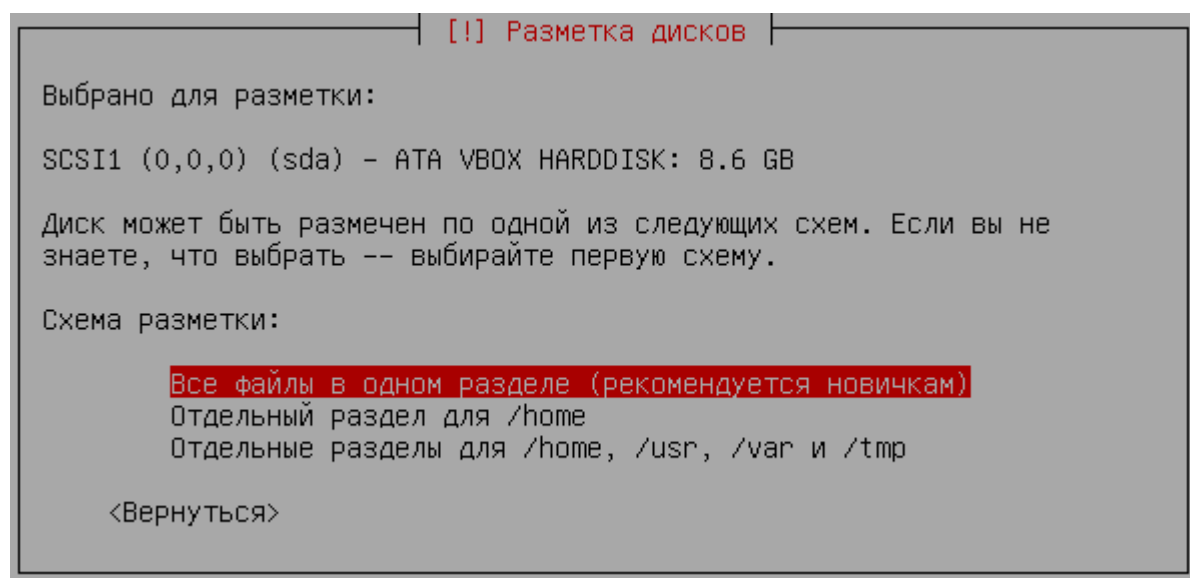 [!] Разметка дисков
Выбрано для разметки:
SCSI1 (0,0,0) (sda) - ATA VBOX HARDDISK: 8.6 GB
Диск может быть размечен по одной из следующих схем. Если вы не
знаете, что выбрать -- выбирайте первую схему.
Схема разметки:
Все файлы в одном разделе (рекомендуется новичкам)
Отдельный раздел для /home
Отдельные разделы для /home, /usr, /var и /tmp
<Вернуться>